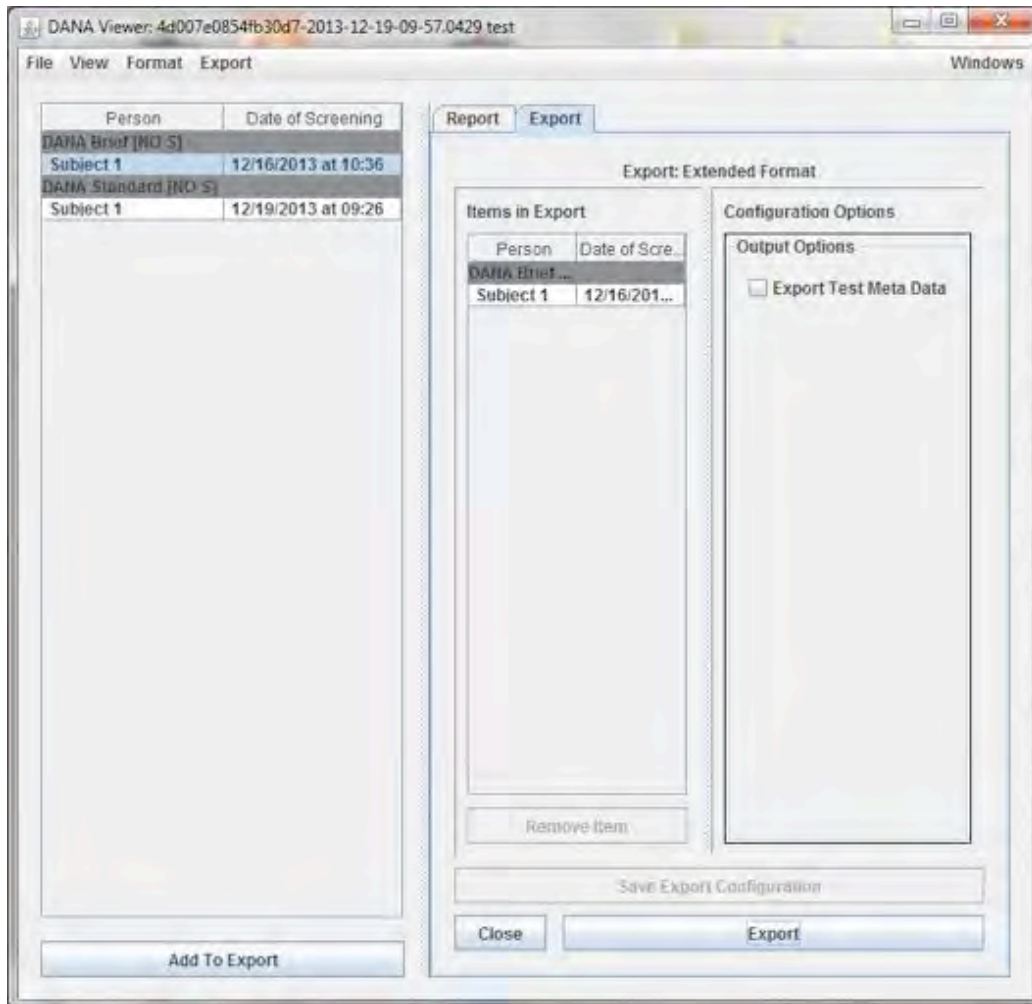 DANA Viewer: 4d007e0854fb30d7-2013-12-19-09-57.0429 test
File View Format Export Windows
Person Date of Screening
DANA Brief [NO S]
Subject 1 12/16/2013 at 10:36
DANA Standard [NO S]
Subject 1 12/19/2013 at 09:26
Add To Export
Report Export
Export: Extended Format
Items in Export
Person Date of Scre...
DANA Brief ...
Subject 1 12/16/201...
Remove Item
Configuration Options
Output Options
Export Test Meta Data
Save Export Configuration
Close Export